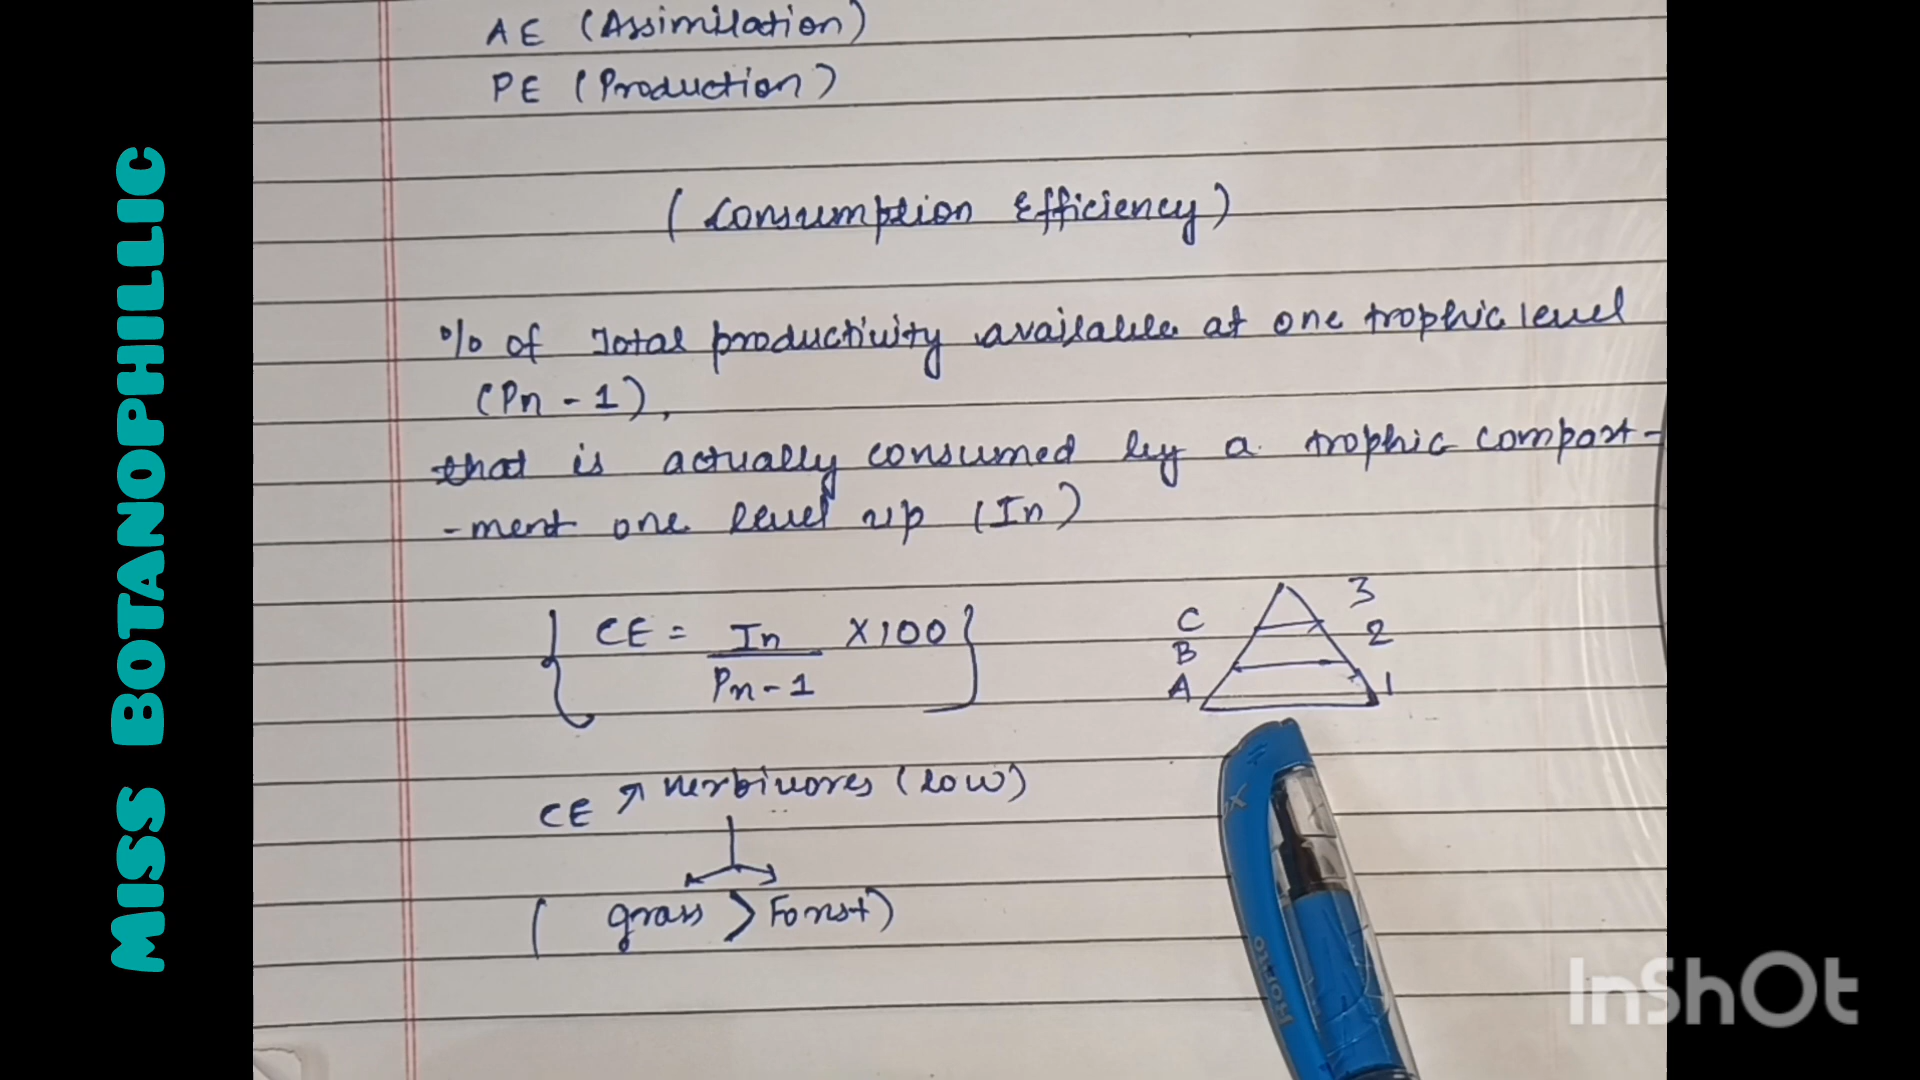 AE (Assimilation)
PE (Production)
(Consumption Efficiency)
% of Total productivity available at one trophic level
(Pn - 1),
that is actually consumed by a trophic compart-
-ment one level up (In)
CE = In / Pn - 1 X100
C 3
B 2
A 1
CE ↗ Herbivores (Low)
(grass > Forest)
MISS BOTANOPHILLIC
InShOt